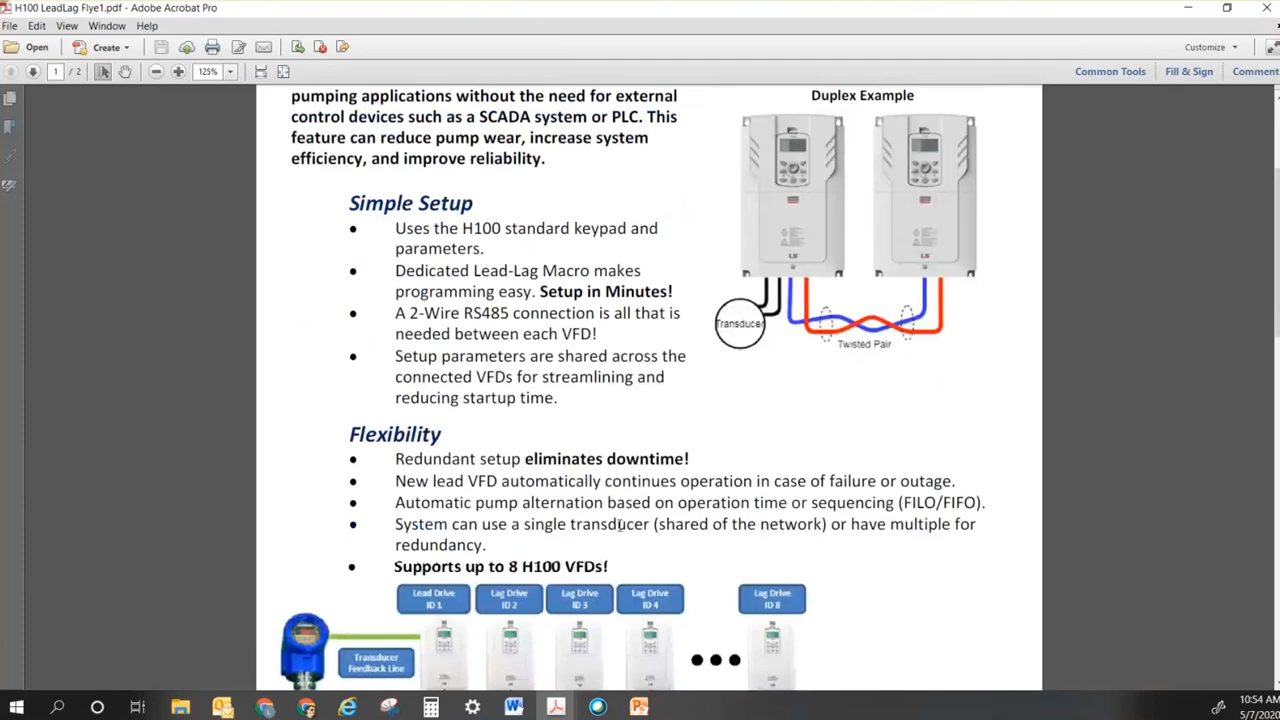 H100 LeadLag Flye1.pdf - Adobe Acrobat Pro
File Edit View Window Help
Open Create Customize
1 / 2 125% Common Tools Fill & Sign Comment
pumping applications without the need for external
control devices such as a SCADA system or PLC. This
feature can reduce pump wear, increase system
efficiency, and improve reliability.
Duplex Example
LS LS
Transducer
Twisted Pair
Simple Setup
• Uses the H100 standard keypad and
parameters.
• Dedicated Lead-Lag Macro makes
programming easy. Setup in Minutes!
• A 2-Wire RS485 connection is all that is
needed between each VFD!
• Setup parameters are shared across the
connected VFDs for streamlining and
reducing startup time.
Flexibility
• Redundant setup eliminates downtime!
• New lead VFD automatically continues operation in case of failure or outage.
• Automatic pump alternation based on operation time or sequencing (FILO/FIFO).
• System can use a single transducer (shared of the network) or have multiple for
redundancy.
• Supports up to 8 H100 VFDs!
Lead Drive
ID 1
Lag Drive
ID 2
Lag Drive
ID 3
Lag Drive
ID 4
Lag Drive
ID 8
Transducer
Feedback Line
10:54 AM
5/7/2020